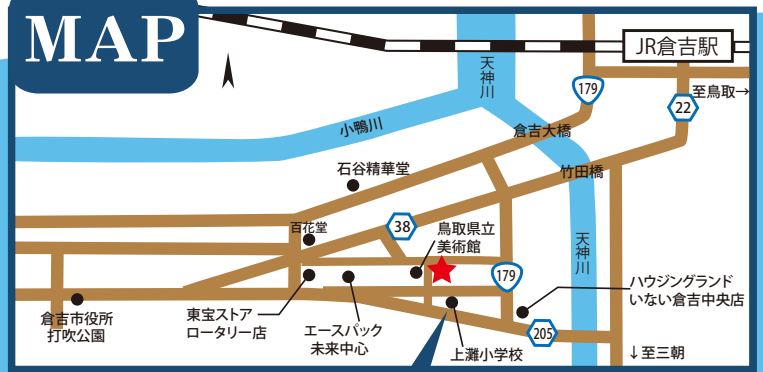 MAP
JR倉吉駅
天神川
179
22
至鳥取→
小鴨川
倉吉大橋
石谷精華堂
竹田橋
百花堂
38
鳥取県立
美術館
天神川
179
ハウジングランド
いない倉吉中央店
倉吉市役所
打吹公園
東宝ストア
ロータリー店
エースパック
未来中心
上灘小学校
205
↓至三朝